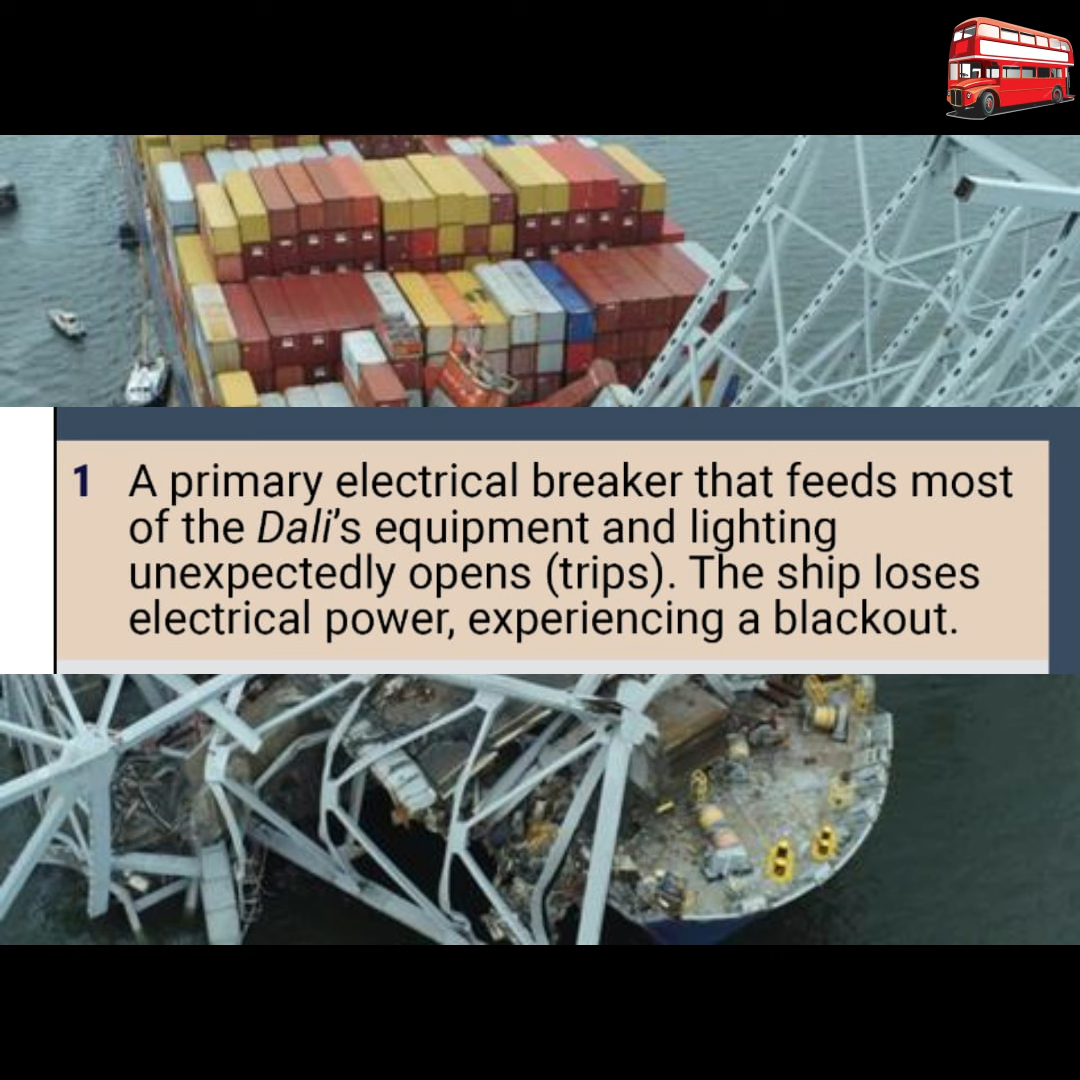 1 A primary electrical breaker that feeds most
of the Dali's equipment and lighting
unexpectedly opens (trips). The ship loses
electrical power, experiencing a blackout.